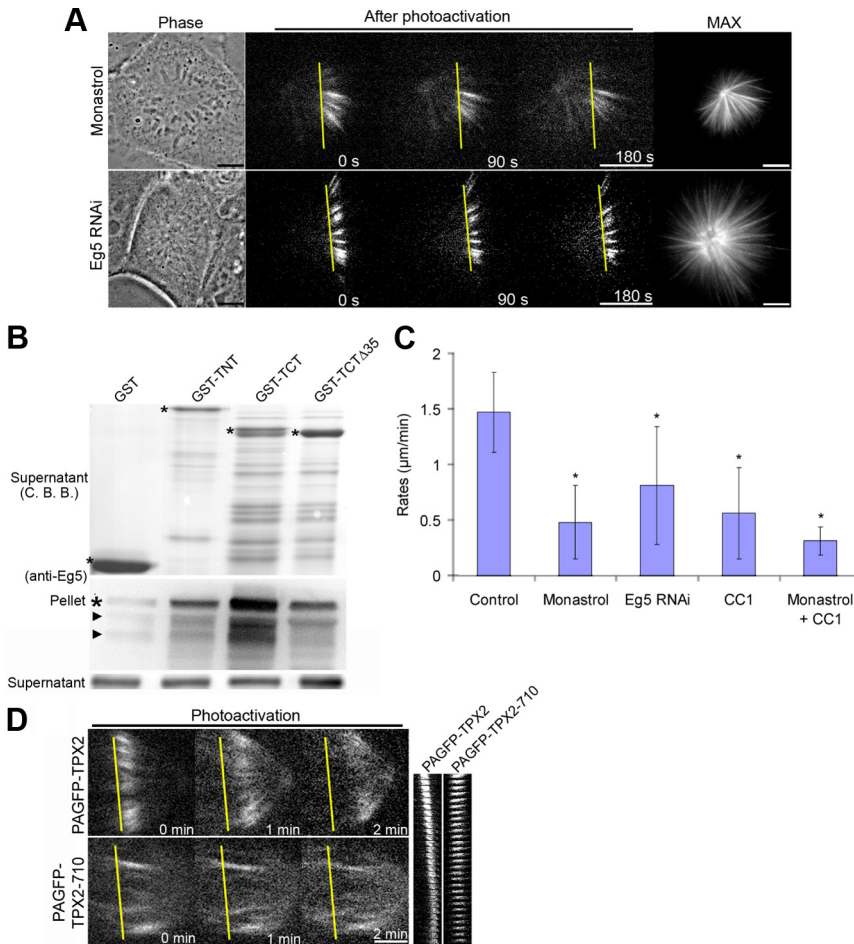 A
Phase
After photoactivation
MAX
Monastrol
0 s
90 s
180 s
Eg5 RNAi
0 s
90 s
180 s
B
GST
GST-TNT
GST-TCT
GST-TCTΔ35
Supernatant
(C. B. B.)
*
*
*
*
(anti-Eg5)
Pellet
*
Supernatant
C
Rates (µm/min)
2
1.5
1
0.5
0
*
*
*
*
Control
Monastrol
Eg5 RNAi
CC1
Monastrol
+ CC1
D
Photoactivation
PAGFP-TPX2
0 min
1 min
2 min
PAGFP-
TPX2-710
0 min
1 min
2 min
PAGFP-TPX2
PAGFP-TPX2-710